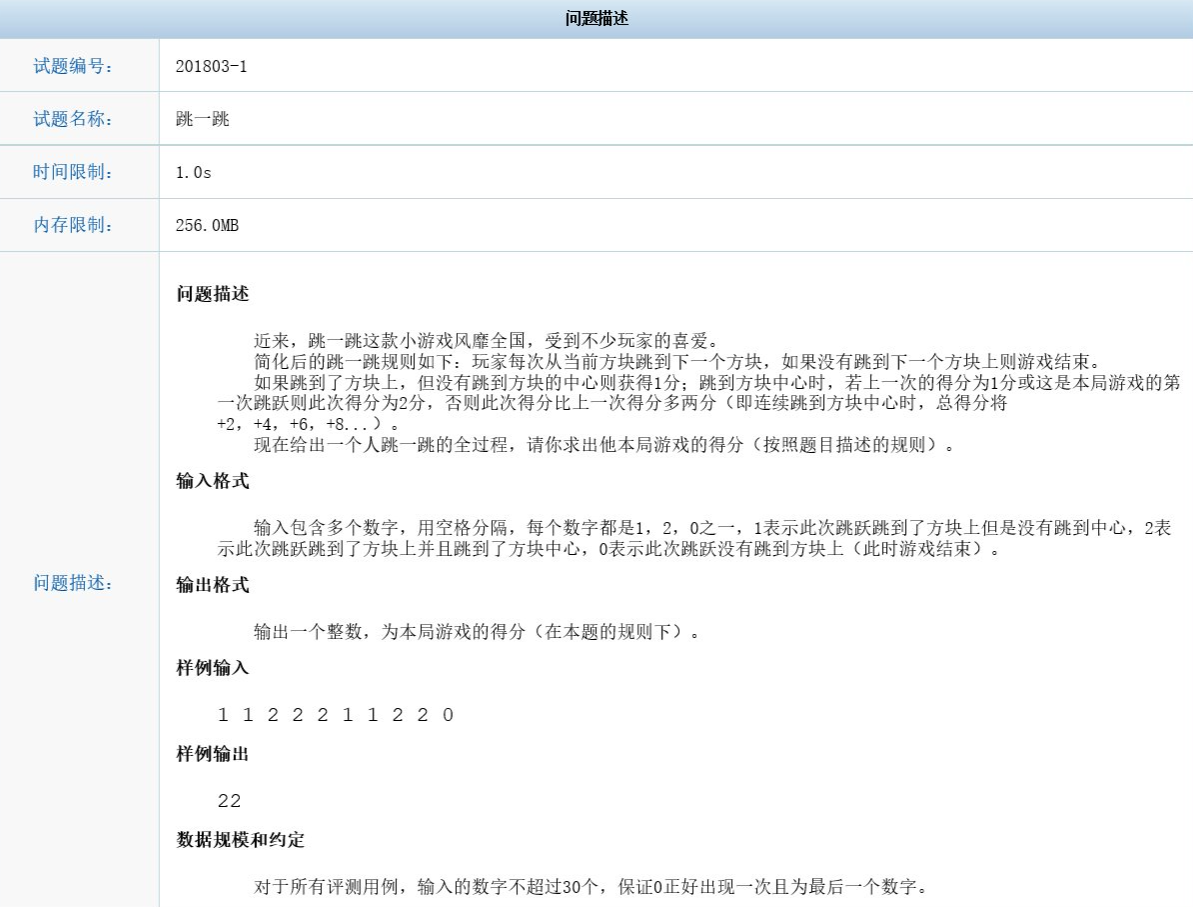 问题描述
试题编号： 201803-1
试题名称： 跳一跳
时间限制： 1.0s
内存限制： 256.0MB
问题描述：
问题描述
近来，跳一跳这款小游戏风靡全国，受到不少玩家的喜爱。
简化后的跳一跳规则如下：玩家每次从当前方块跳到下一个方块，如果没有跳到下一个方块上则游戏结束。
如果跳到了方块上，但没有跳到方块的中心则获得1分；跳到方块中心时，若上一次的得分为1分或这是本局游戏的第
一次跳跃则此次得分为2分，否则此次得分比上一次得分多两分（即连续跳到方块中心时，总得分将
+2，+4，+6，+8...）。
现在给出一个人跳一跳的全过程，请你求出他本局游戏的得分（按照题目描述的规则）。
输入格式
输入包含多个数字，用空格分隔，每个数字都是1，2，0之一，1表示此次跳跃跳到了方块上但是没有跳到中心，2表
示此次跳跃跳到了方块上并且跳到了方块中心，0表示此次跳跃没有跳到方块上（此时游戏结束）。
输出格式
输出一个整数，为本局游戏的得分（在本题的规则下）。
样例输入
1 1 2 2 2 1 1 2 2 0
样例输出
22
数据规模和约定
对于所有评测用例，输入的数字不超过30个，保证0正好出现一次且为最后一个数字。